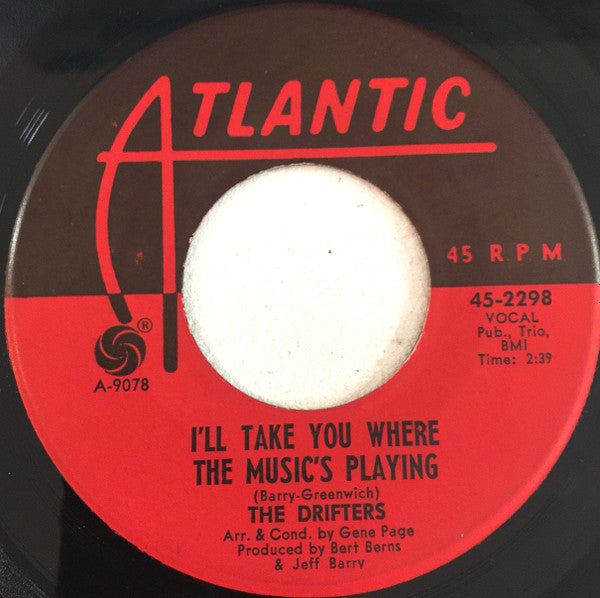 ATLANTIC
45 RPM
45-2298
VOCAL
Pub., Trio,
BMI
Time: 2:39
®
A-9078
I'LL TAKE YOU WHERE
THE MUSIC'S PLAYING
(Barry-Greenwich)
THE DRIFTERS
Arr. & Cond. by Gene Page
Produced by Bert Berns
& Jeff Barry